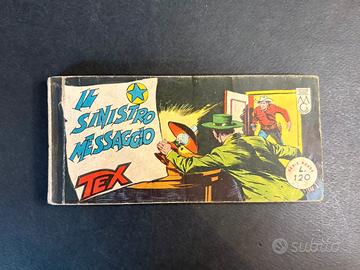 IL
SINISTRO
MESSAGGIO
TEX
L.
120
subito